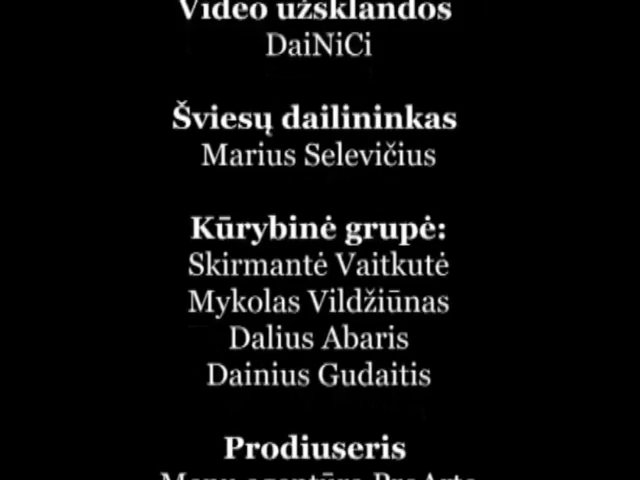 Video užsklandos
DaiNiCi
Šviesų dailininkas
Marius Selevičius
Kūrybinė grupė:
Skirmantė Vaitkutė
Mykolas Vildžiūnas
Dalius Abaris
Dainius Gudaitis
Prodiuseris